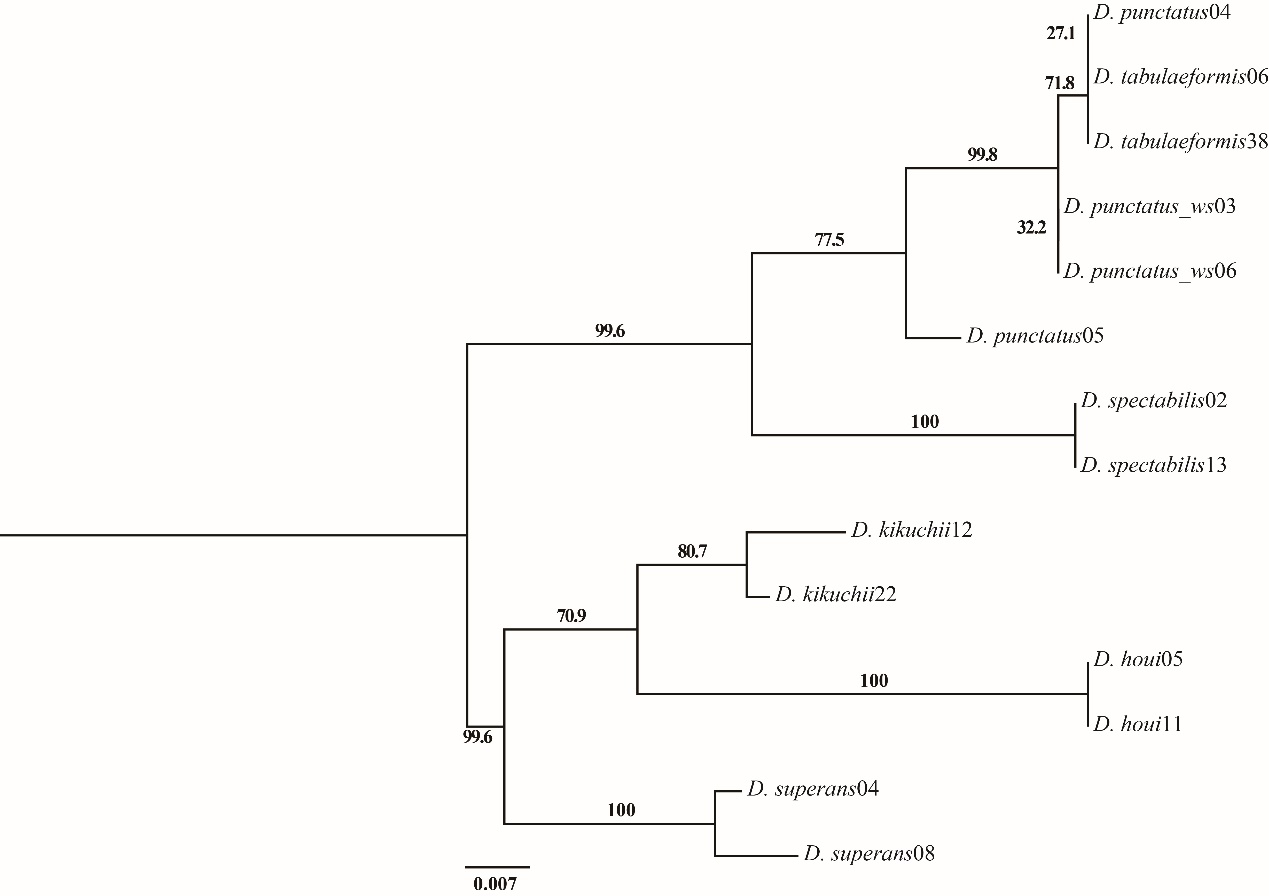 D. punctatus04
27.1
D. tabulaeformis06
71.8
D. tabulaeformis38
99.8
D. punctatus_ws03
32.2
77.5
D. punctatus_ws06
99.6
D. punctatus05
D. spectabilis02
100
D. spectabilis13
D. kikuchii12
80.7
D. kikuchii22
70.9
D. houi05
100
D. houi11
99.6
D. superans04
100
D. superans08
0.007